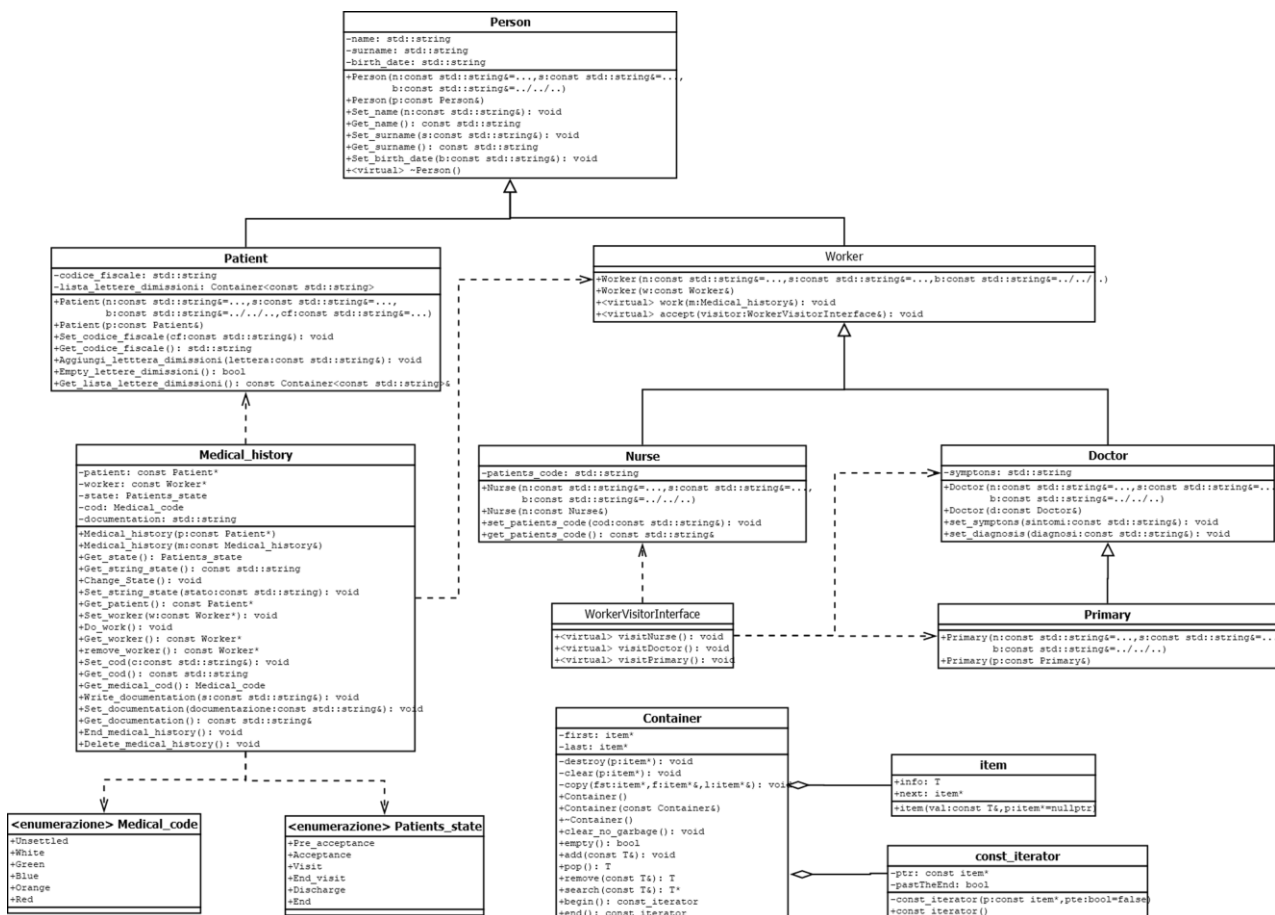 Person
-name: std::string
-surname: std::string
-birth_date: std::string
+Person(n:const std::string&=...,s:const std::string&=...,
b:const std::string&=../../..)
+Person(p:const Person&)
+Set_name(n:const std::string&): void
+Get_name(): const std::string
+Set_surname(s:const std::string&): void
+Get_surname(): const std::string
+Set_birth_date(b:const std::string&): void
+<virtual> ~Person()
Patient
-codice_fiscale: std::string
-lista_lettere_dimissioni: Container<const std::string>
+Patient(n:const std::string&=...,s:const std::string&=...,
b:const std::string&=../../..,cf:const std::string&=...)
+Patient(p:const Patient&)
+Set_codice_fiscale(cf:const std::string&): void
+Get_codice_fiscale(): std::string
+Aggiungi_letttera_dimissioni(lettera:const std::string&): void
+Empty_lettere_dimissioni(): bool
+Get_lista_lettere_dimissioni(): const Container<const std::string>&
Worker
+Worker(n:const std::string&=...,s:const std::string&=...,b:const std::string&=../../..)
+Worker(w:const Worker&)
+<virtual> work(m:Medical_history&): void
+<virtual> accept(visitor:WorkerVisitorInterface&): void
Medical_history
-patient: const Patient*
-worker: const Worker*
-state: Patients_state
-cod: Medical_code
-documentation: std::string
+Medical_history(p:const Patient*)
+Medical_history(m:const Medical_history&)
+Get_state(): Patients_state
+Get_string_state(): const std::string
+Change_State(): void
+Set_string_state(stato:const std::string): void
+Get_patient(): const Patient*
+Set_worker(w:const Worker*): void
+Do_work(): void
+Get_worker(): const Worker*
+remove_worker(): const Worker*
+Set_cod(c:const std::string&): void
+Get_cod(): const std::string
+Get_medical_cod(): Medical_code
+Write_documentation(s:const std::string&): void
+Set_documentation(documentazione:const std::string&): void
+Get_documentation(): const std::string&
+End_medical_history(): void
+Delete_medical_history(): void
Nurse
-patients_code: std::string
+Nurse(n:const std::string&=...,s:const std::string&=...,
b:const std::string&=../../..)
+Nurse(n:const Nurse&)
+set_patients_code(cod:const std::string&): void
+get_patients_code(): const std::string&
Doctor
-symptons: std::string
+Doctor(n:const std::string&=...,s:const std::string&=...,
b:const std::string&=../../..)
+Doctor(d:const Doctor&)
+set_symptons(sintomi:const std::string&): void
+set_diagnosis(diagnosi:const std::string&): void
WorkerVisitorInterface
+<virtual> visitNurse(): void
+<virtual> visitDoctor(): void
+<virtual> visitPrimary(): void
Primary
+Primary(n:const std::string&=...,s:const std::string&=...,
b:const std::string&=../../..)
+Primary(p:const Primary&)
Container
-first: item*
-last: item*
-destroy(p:item*): void
-clear(p:item*): void
-copy(fst:item*,f:item*&,l:item*&): void
+Container()
+Container(const Container&)
+~Container()
+clear_no_garbage(): void
+empty(): bool
+add(const T&): void
+pop(): T
+remove(const T&): T
+search(const T&): T*
+begin(): const_iterator
+end(): const_iterator
item
+info: T
+next: item*
+item(val:const T&,p:item*=nullptr)
const_iterator
-ptr: const item*
-pastTheEnd: bool
-const_iterator(p:const item*,pte:bool=false)
+const_iterator()
<enumerazione> Medical_code
+Unsettled
+White
+Green
+Blue
+Orange
+Red
<enumerazione> Patients_state
+Pre_acceptance
+Acceptance
+Visit
+End_visit
+Discharge
+End